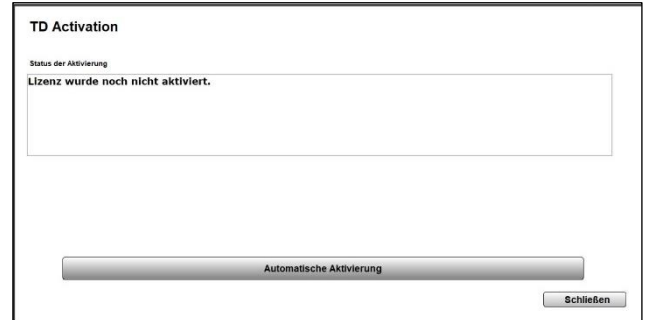 TD Activation
Status der Aktivierung
Lizenz wurde noch nicht aktiviert.
Automatische Aktivierung
Schließen